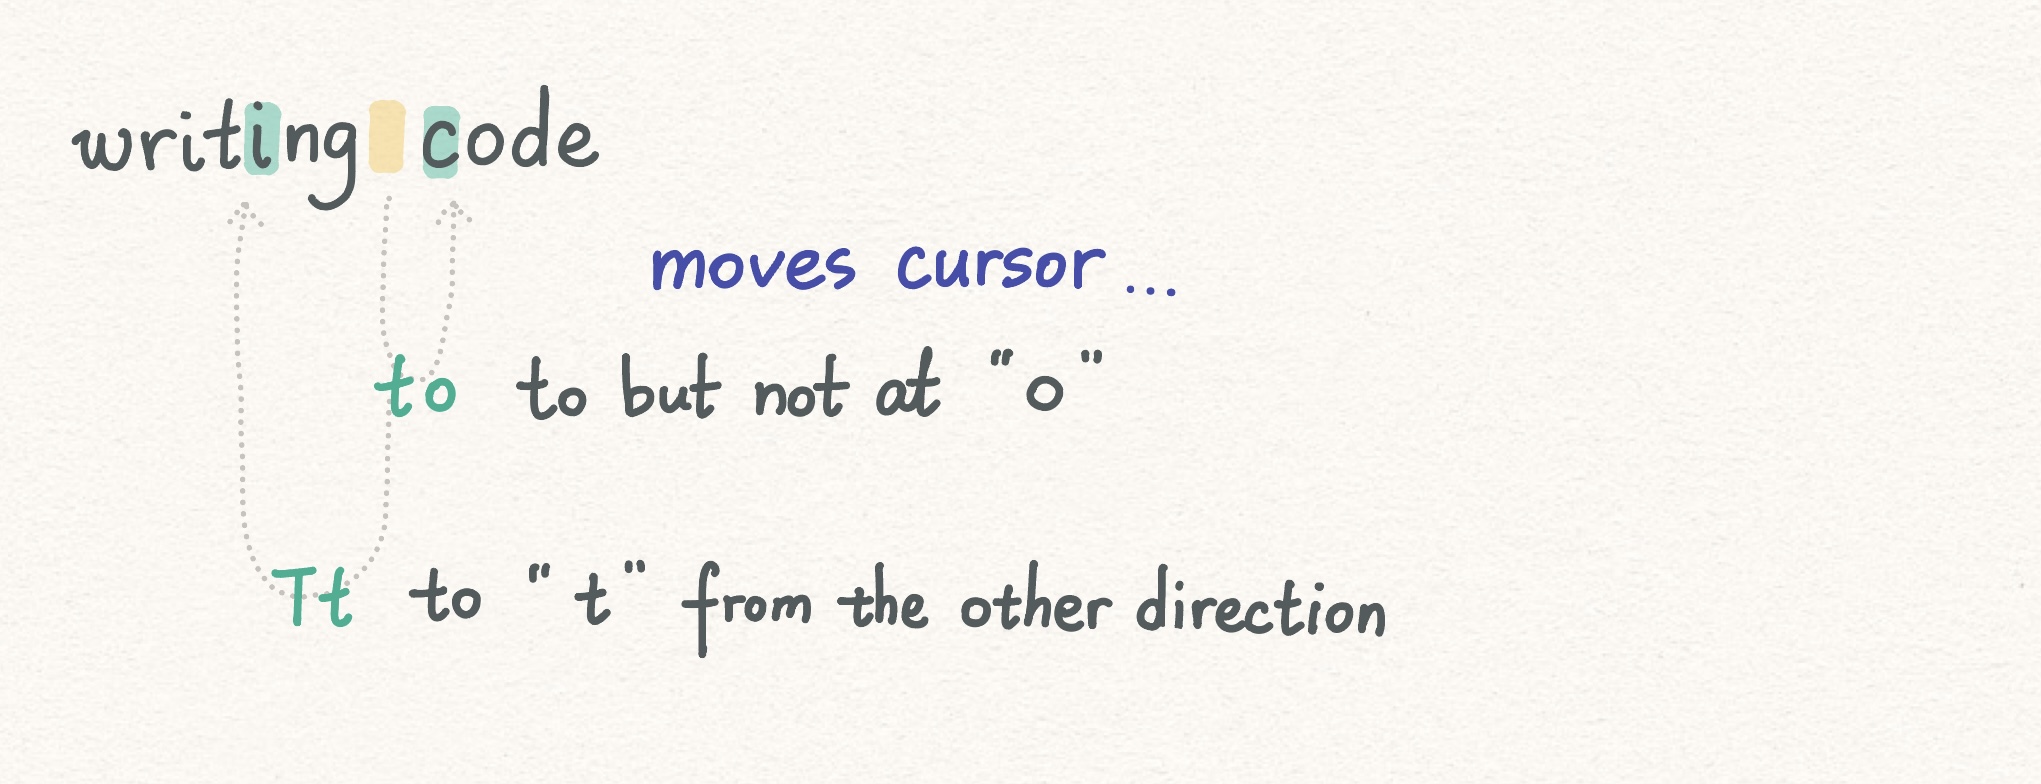 writing code
moves cursor...
to to but not at "o"
Tt to "t" from the other direction